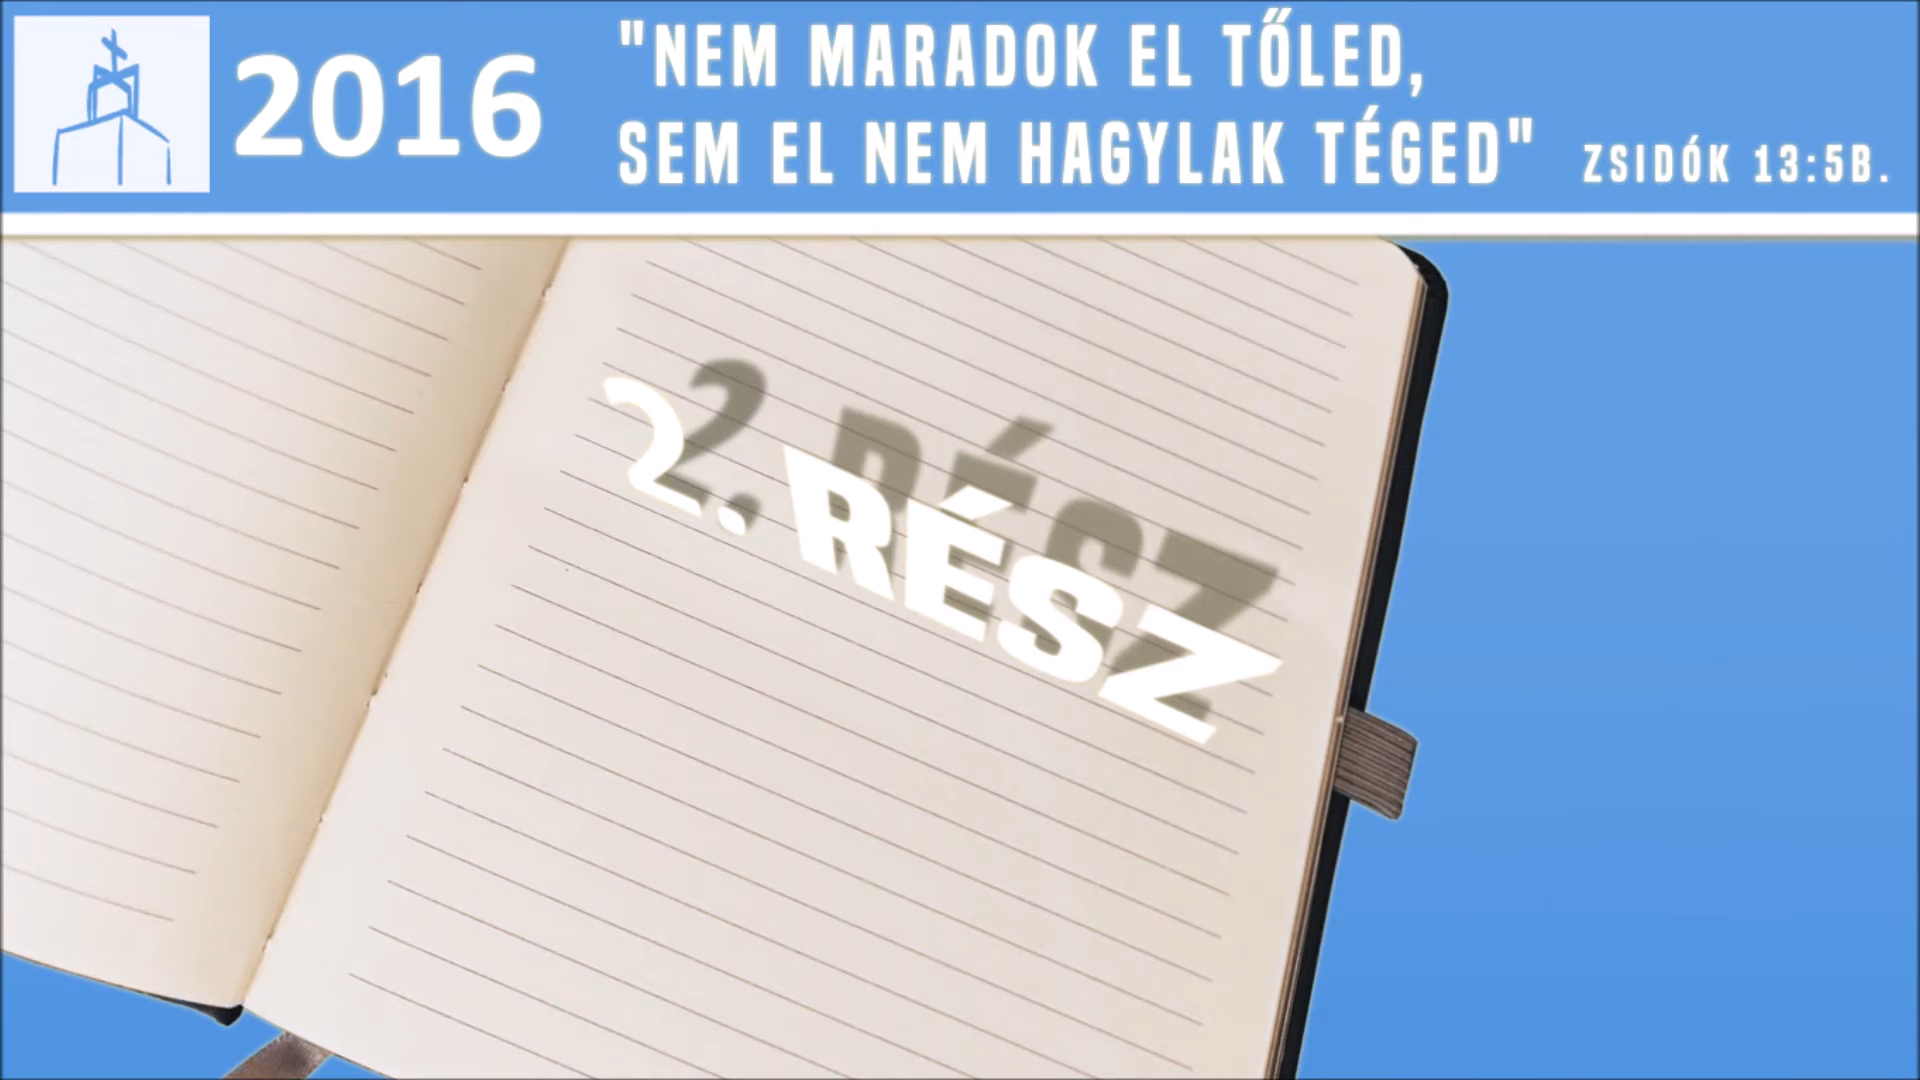 2016
"NEM MARADOK EL TŐLED,
SEM EL NEM HAGYLAK TÉGED" ZSIDÓK 13:5B.
2. RÉSZ